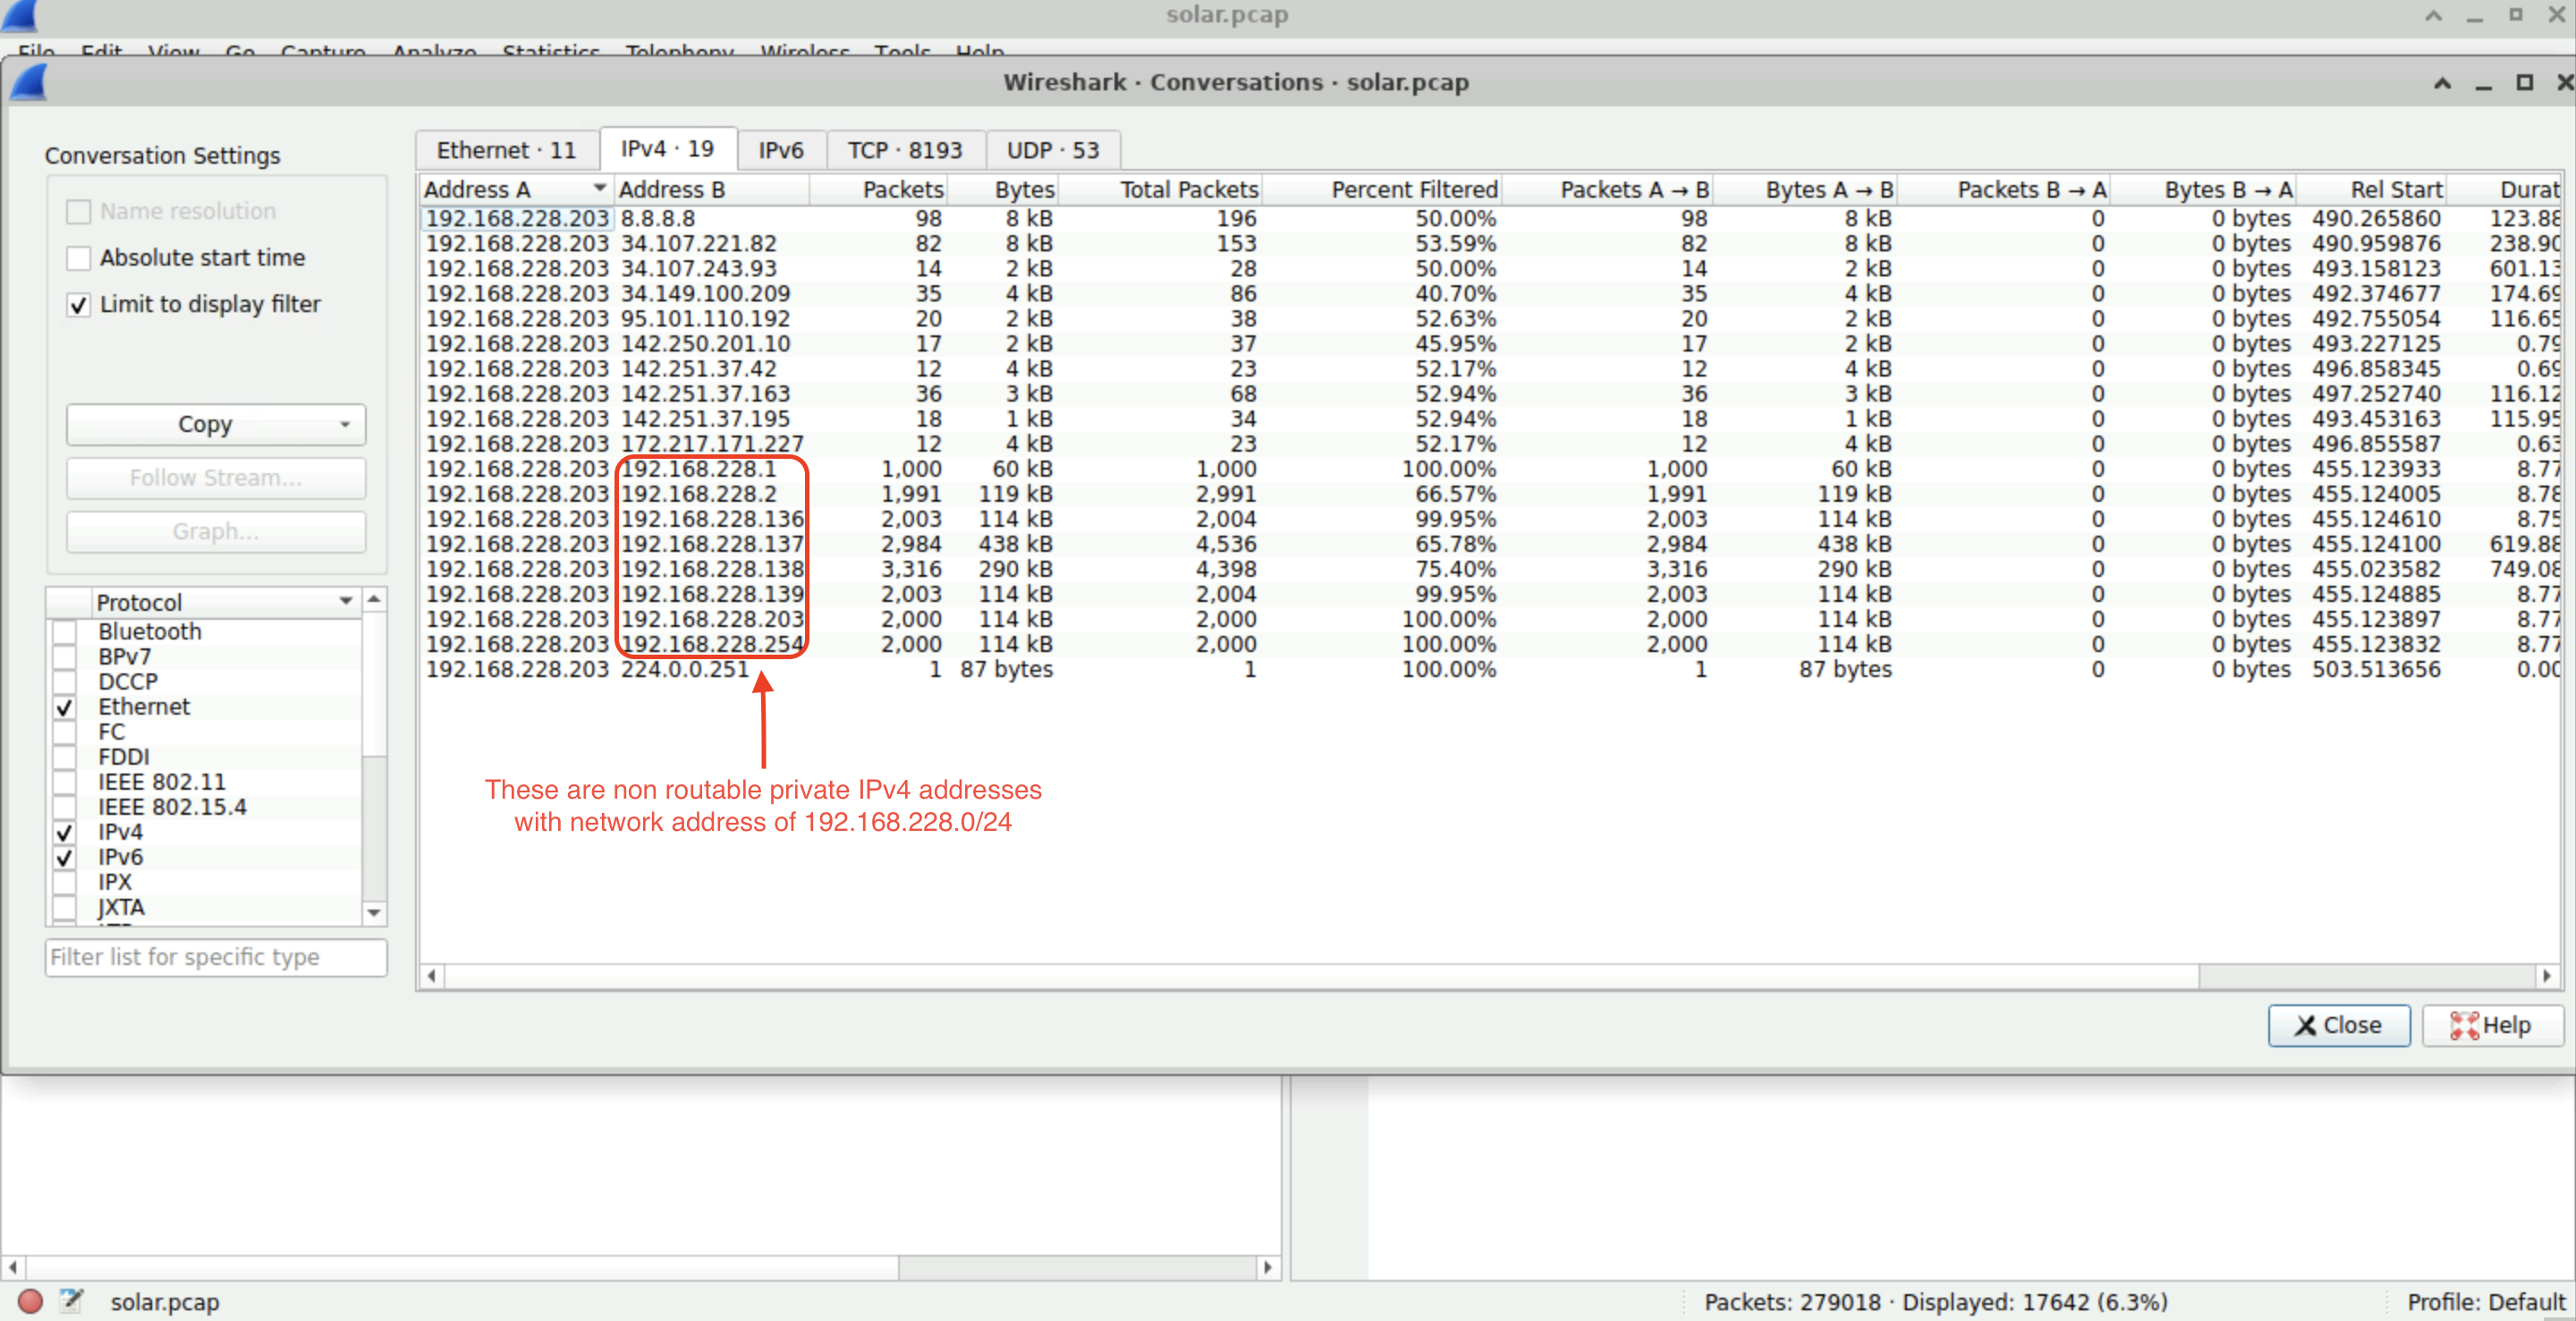 solar.pcap
File Edit View Go Capture Analyze Statistics Telephony Wireless Tools Help
Wireshark · Conversations · solar.pcap
Conversation Settings
Name resolution
Absolute start time
Limit to display filter
Copy
Follow Stream...
Graph...
Protocol
Bluetooth
BPv7
DCCP
Ethernet
FC
FDDI
IEEE 802.11
IEEE 802.15.4
IPv4
IPv6
IPX
JXTA
Filter list for specific type
Ethernet · 11 IPv4 · 19 IPv6 TCP · 8193 UDP · 53
Address A Address B Packets Bytes Total Packets Percent Filtered Packets A → B Bytes A → B Packets B → A Bytes B → A Rel Start Durat
192.168.228.203 8.8.8.8 98 8 kB 196 50.00% 98 8 kB 0 0 bytes 490.265860 123.88
192.168.228.203 34.107.221.82 82 8 kB 153 53.59% 82 8 kB 0 0 bytes 490.959876 238.90
192.168.228.203 34.107.243.93 14 2 kB 28 50.00% 14 2 kB 0 0 bytes 493.158123 601.13
192.168.228.203 34.149.100.209 35 4 kB 86 40.70% 35 4 kB 0 0 bytes 492.374677 174.69
192.168.228.203 95.101.110.192 20 2 kB 38 52.63% 20 2 kB 0 0 bytes 492.755054 116.65
192.168.228.203 142.250.201.10 17 2 kB 37 45.95% 17 2 kB 0 0 bytes 493.227125 0.79
192.168.228.203 142.251.37.42 12 4 kB 23 52.17% 12 4 kB 0 0 bytes 496.858345 0.69
192.168.228.203 142.251.37.163 36 3 kB 68 52.94% 36 3 kB 0 0 bytes 497.252740 116.12
192.168.228.203 142.251.37.195 18 1 kB 34 52.94% 18 1 kB 0 0 bytes 493.453163 115.95
192.168.228.203 172.217.171.227 12 4 kB 23 52.17% 12 4 kB 0 0 bytes 496.855587 0.63
192.168.228.203 192.168.228.1 1,000 60 kB 1,000 100.00% 1,000 60 kB 0 0 bytes 455.123933 8.77
192.168.228.203 192.168.228.2 1,991 119 kB 2,991 66.57% 1,991 119 kB 0 0 bytes 455.124005 8.78
192.168.228.203 192.168.228.136 2,003 114 kB 2,004 99.95% 2,003 114 kB 0 0 bytes 455.124610 8.75
192.168.228.203 192.168.228.137 2,984 438 kB 4,536 65.78% 2,984 438 kB 0 0 bytes 455.124100 619.88
192.168.228.203 192.168.228.138 3,316 290 kB 4,398 75.40% 3,316 290 kB 0 0 bytes 455.023582 749.08
192.168.228.203 192.168.228.139 2,003 114 kB 2,004 99.95% 2,003 114 kB 0 0 bytes 455.124885 8.77
192.168.228.203 192.168.228.203 2,000 114 kB 2,000 100.00% 2,000 114 kB 0 0 bytes 455.123897 8.77
192.168.228.203 192.168.228.254 2,000 114 kB 2,000 100.00% 2,000 114 kB 0 0 bytes 455.123832 8.77
192.168.228.203 224.0.0.251 1 87 bytes 1 100.00% 1 87 bytes 0 0 bytes 503.513656 0.00
These are non routable private IPv4 addresses
with network address of 192.168.228.0/24
Close Help
solar.pcap Packets: 279018 · Displayed: 17642 (6.3%) Profile: Default